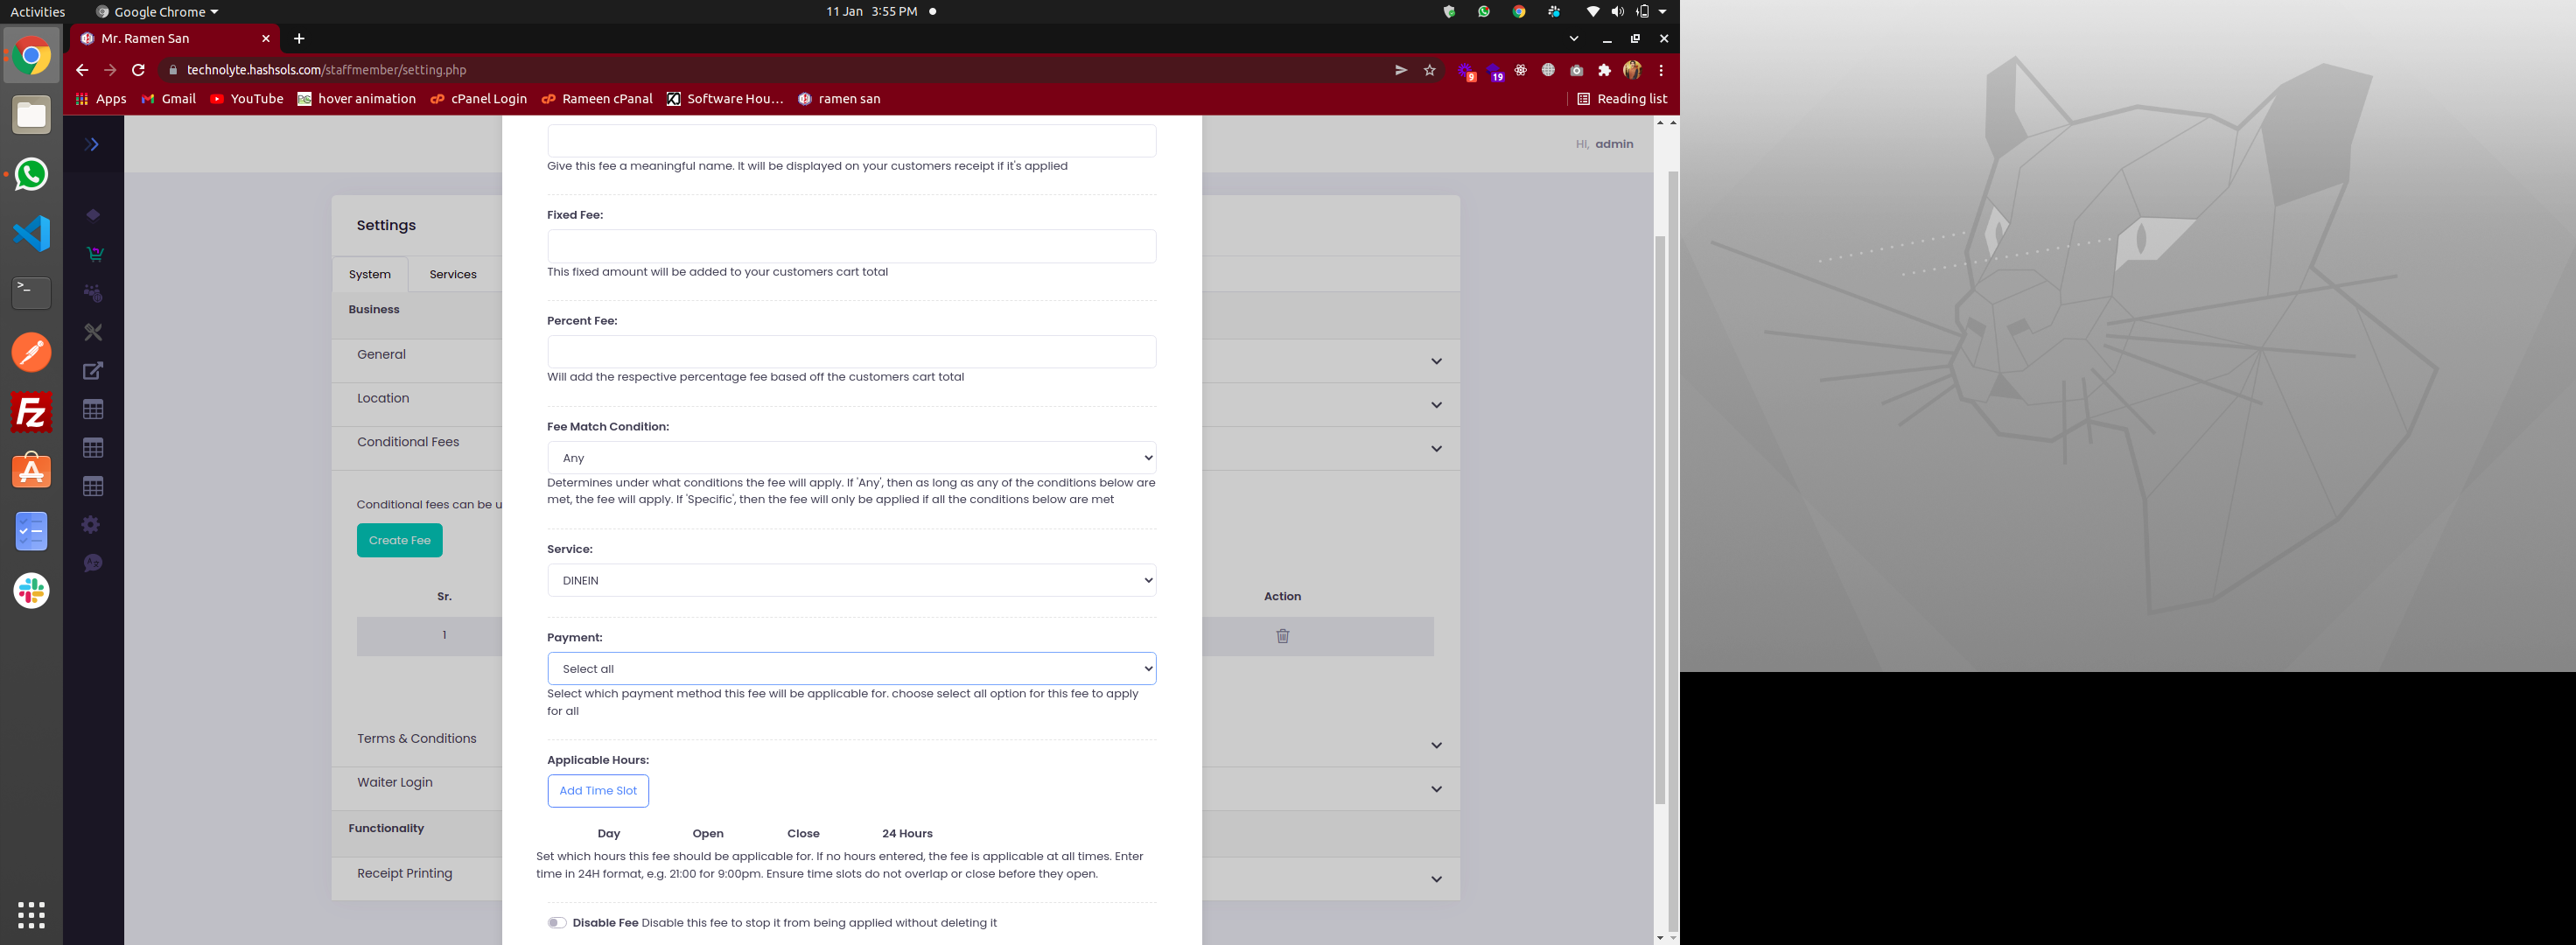 Activities
Google Chrome
11 Jan 3:55 PM
Mr. Ramen San
technolyte.hashsols.com/staffmember/setting.php
9
19
Apps
Gmail
YouTube
hover animation
cPanel Login
Rameen cPanal
Software Hou...
ramen san
Reading list
Hi, admin
Give this fee a meaningful name. It will be displayed on your customers receipt if it's applied
Settings
System
Services
Business
General
Location
Conditional Fees
Conditional fees can be u
Create Fee
Sr.
Action
1
Terms & Conditions
Waiter Login
Functionality
Receipt Printing
Fixed Fee:
This fixed amount will be added to your customers cart total
Percent Fee:
Will add the respective percentage fee based off the customers cart total
Fee Match Condition:
Any
Determines under what conditions the fee will apply. If 'Any', then as long as any of the conditions below are
met, the fee will apply. If 'Specific', then the fee will only be applied if all the conditions below are met
Service:
DINEIN
Payment:
Select all
Select which payment method this fee will be applicable for. choose select all option for this fee to apply
for all
Applicable Hours:
Add Time Slot
Day Open Close 24 Hours
Set which hours this fee should be applicable for. If no hours entered, the fee is applicable at all times. Enter
time in 24H format, e.g. 21:00 for 9:00pm. Ensure time slots do not overlap or close before they open.
Disable Fee Disable this fee to stop it from being applied without deleting it